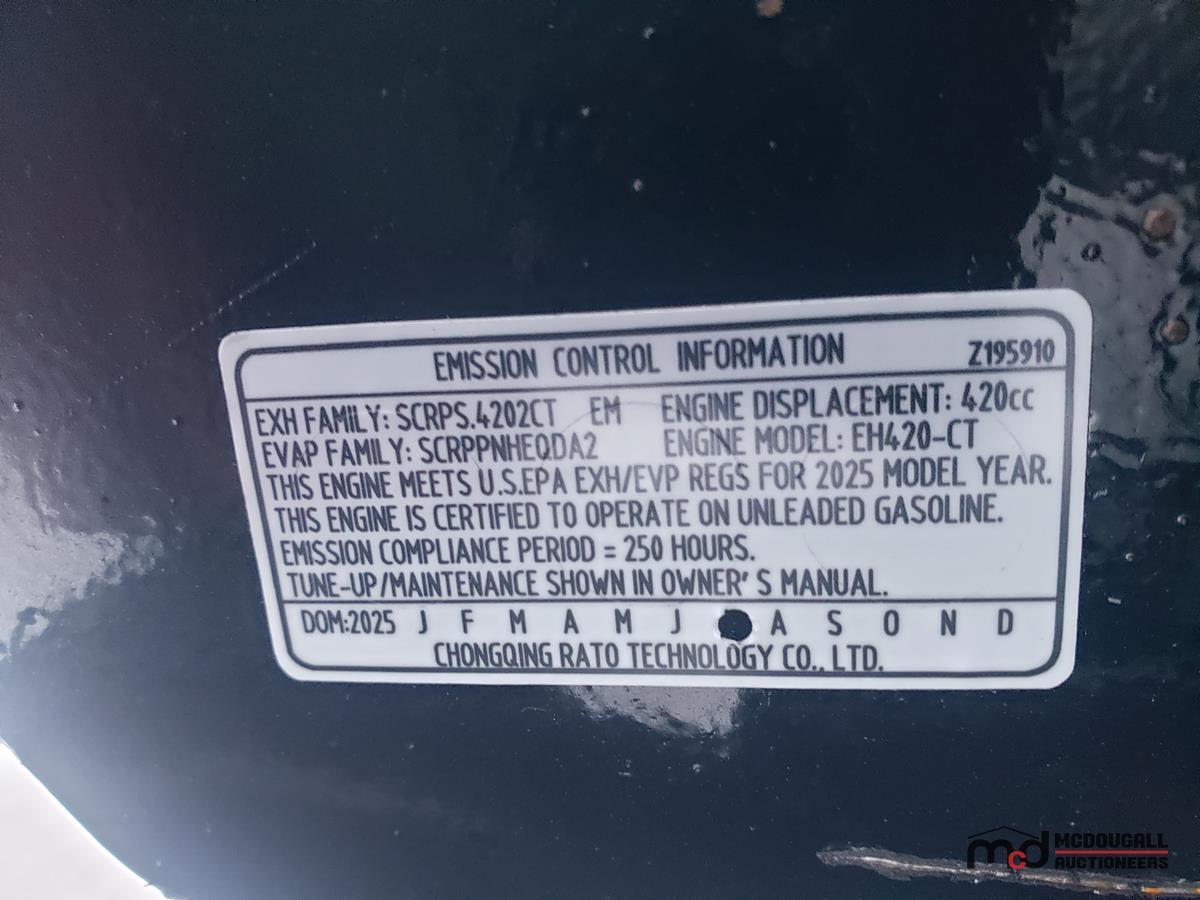 EMISSION CONTROL INFORMATION Z195910
EXH FAMILY: SCRPS.4202CT EM ENGINE DISPLACEMENT: 420cc
EVAP FAMILY: SCRPPNHEQDA2 ENGINE MODEL: EH420-CT
THIS ENGINE MEETS U.S.EPA EXH/EVP REGS FOR 2025 MODEL YEAR.
THIS ENGINE IS CERTIFIED TO OPERATE ON UNLEADED GASOLINE.
EMISSION COMPLIANCE PERIOD = 250 HOURS.
TUNE-UP/MAINTENANCE SHOWN IN OWNER'S MANUAL.
DOM:2025 J F M A M J A S O N D
CHONGQING RATO TECHNOLOGY CO., LTD.
mcd MCDOUGALL
AUCTIONEERS